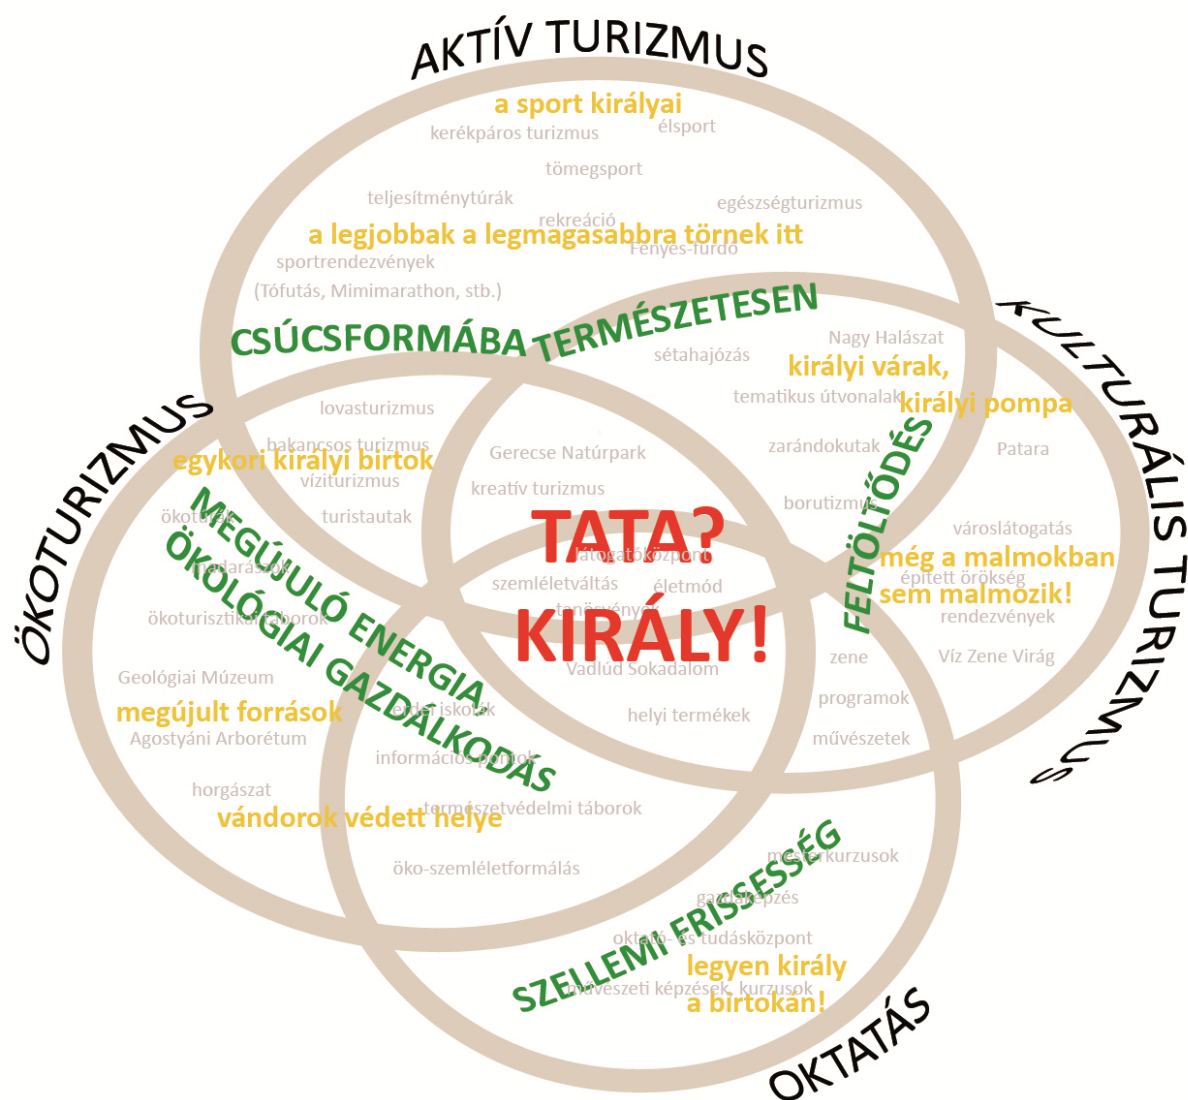 AKTÍV TURIZMUS
a sport királyai
élsport
kerékpáros turizmus
tömegsport
teljesítménytúrák
egészségturizmus
rekreáció
a legjobbak a legmagasabbra törnek itt
Fényes-fürdő
sportrendezvények
(Tófutás, Mimimarathon, stb.)
CSÚCSFORMÁBA TERMÉSZETESEN
KULTURÁLIS TURIZMUS
Nagy Halászat
sétahajózás
királyi várak,
tematikus útvonalak
királyi pompa
FELTÖLTŐDÉS
zarándokutak
Patara
borutizmus
városlátogatás
még a malmokban
épített örökség
sem malmozik!
rendezvények
zene
Víz Zene Virág
programok
művészetek
ÖKOTURIZMUS
lovasturizmus
bakancsos turizmus
egykori királyi birtok
víziturizmus
ökotúrák
turistautak
MEGÚJULÓ ENERGIA,
ÖKOLÓGIAI GAZDÁLKODÁS
madarászok
ökoturisztikai táborok
Geológiai Múzeum
megújult források
Agostyáni Arborétum
horgászat
vándorok védett helye
Gerecse Natúrpark
kreatív turizmus
TATA?
látogatóközpont
szemléletváltás
életmód
tanösvények
KIRÁLY!
Vadlúd Sokadalom
helyi termékek
erdei iskolák
információs pontok
természetvédelmi táborok
öko-szemléletformálás
SZELLEMI FRISSESSÉG
mesterkurzusok
gazdaképzés
oktató- és tudásközpont
legyen király
művészeti képzések, kurzusok
a birtokán!
OKTATÁS